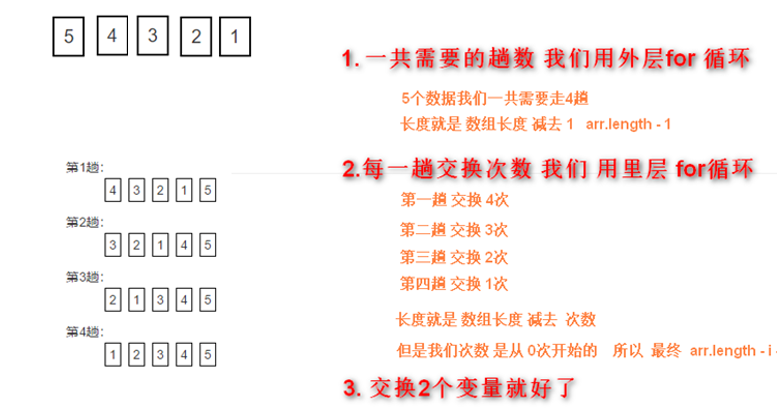 5 4 3 2 1
1. 一共需要的趟数 我们用外层for 循环
5个数据我们一共需要走4趟
长度就是 数组长度 减去 1 arr.length - 1
第1趟:
4 3 2 1 5
第2趟:
3 2 1 4 5
第3趟:
2 1 3 4 5
第4趟:
1 2 3 4 5
2.每一趟交换次数 我们 用里层 for循环
第一趟 交换 4次
第二趟 交换 3次
第三趟 交换 2次
第四趟 交换 1次
长度就是 数组长度 减去 次数
但是我们次数 是从 0次开始的 所以 最终 arr.length - i -
3. 交换2个变量就好了